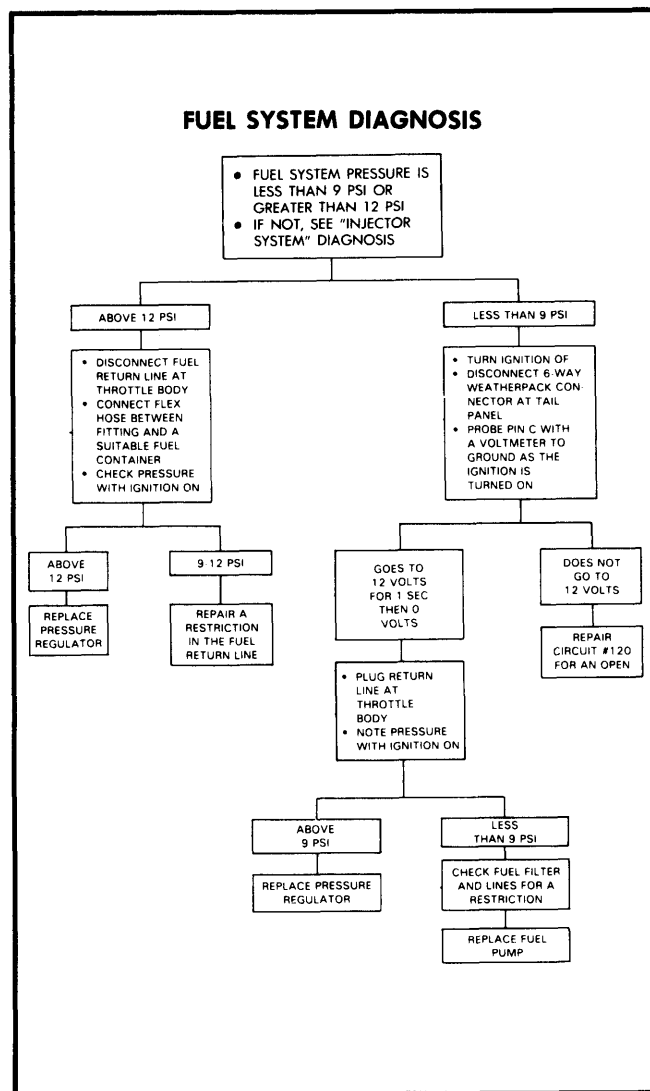 FUEL SYSTEM DIAGNOSIS
• FUEL SYSTEM PRESSURE IS
LESS THAN 9 PSI OR
GREATER THAN 12 PSI
• IF NOT, SEE "INJECTOR
SYSTEM" DIAGNOSIS
ABOVE 12 PSI
• DISCONNECT FUEL
RETURN LINE AT
THROTTLE BODY
• CONNECT FLEX
HOSE BETWEEN
FITTING AND A
SUITABLE FUEL
CONTAINER
• CHECK PRESSURE
WITH IGNITION ON
ABOVE
12 PSI
REPLACE
PRESSURE
REGULATOR
9-12 PSI
REPAIR A
RESTRICTION
IN THE FUEL
RETURN LINE
LESS THAN 9 PSI
• TURN IGNITION OF
• DISCONNECT 6-WAY
WEATHERPACK CON-
NECTOR AT TAIL
PANEL
• PROBE PIN C WITH
A VOLTMETER TO
GROUND AS THE
IGNITION IS
TURNED ON
GOES TO
12 VOLTS
FOR 1 SEC
THEN 0
VOLTS
DOES NOT
GO TO
12 VOLTS
REPAIR
CIRCUIT #120
FOR AN OPEN
• PLUG RETURN
LINE AT
THROTTLE
BODY
• NOTE PRESSURE
WITH IGNITION ON
ABOVE
9 PSI
REPLACE PRESSURE
REGULATOR
LESS
THAN 9 PSI
CHECK FUEL FILTER
AND LINES FOR A
RESTRICTION
REPLACE FUEL
PUMP